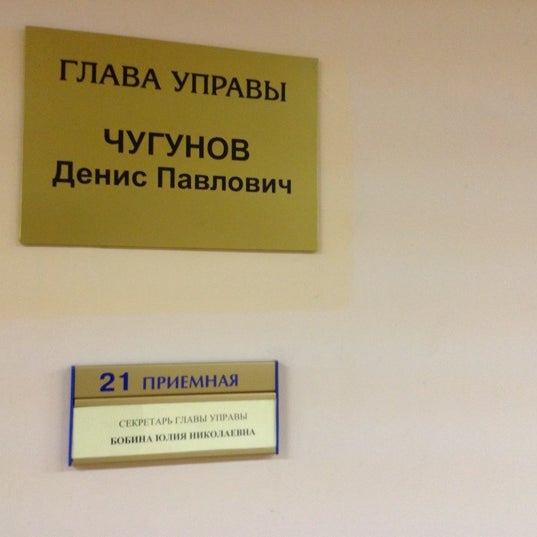 ГЛАВА УПРАВЫ
ЧУГУНОВ
Денис Павлович
21 ПРИЕМНАЯ
СЕКРЕТАРЬ ГЛАВЫ УПРАВЫ
БОБИНА ЮЛИЯ НИКОЛАЕВНА